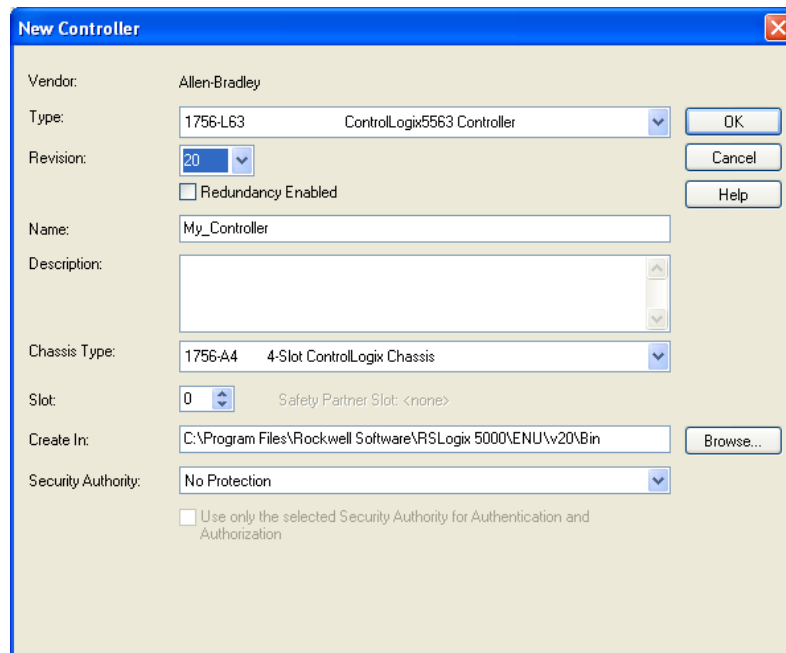 New Controller
Vendor: Allen-Bradley
Type: 1756-L63 ControlLogix5563 Controller OK
Revision: 20 Cancel
Redundancy Enabled Help
Name: My_Controller
Description:
Chassis Type: 1756-A4 4-Slot ControlLogix Chassis
Slot: 0 Safety Partner Slot: <none>
Create In: C:\Program Files\Rockwell Software\RSLogix 5000\ENU\v20\Bin Browse...
Security Authority: No Protection
Use only the selected Security Authority for Authentication and
Authorization